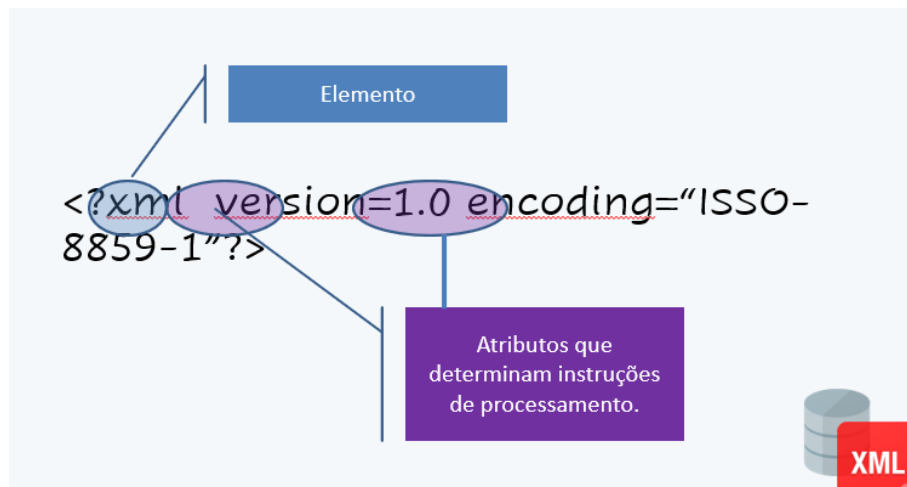 Elemento
<?xml version=1.0 encoding=“ISSO-
8859-1”?>
Atributos que
determinam instruções
de processamento.
XML